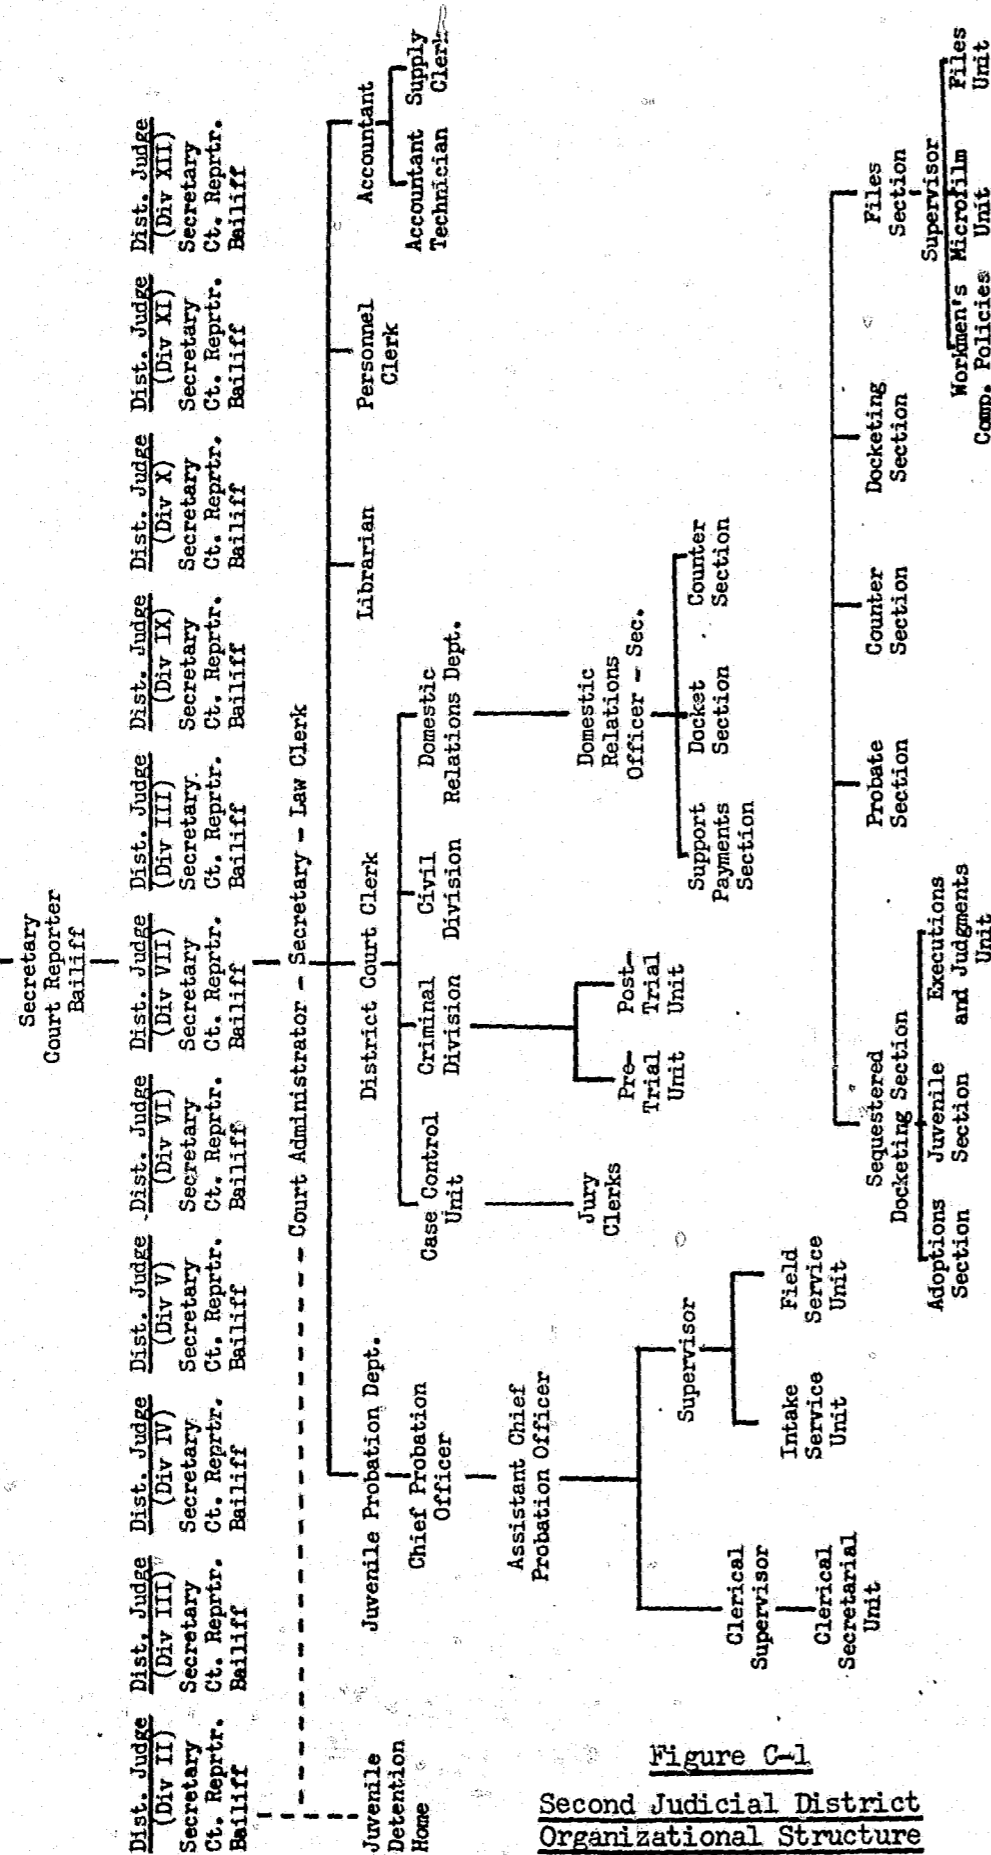 Secretary
Court Reporter
Bailiff
Dist. Judge
(Div II)
Secretary
Ct. Reprtr.
Bailiff
Dist. Judge
(Div III)
Secretary
Ct. Reprtr.
Bailiff
Dist. Judge
(Div IV)
Secretary
Ct. Reprtr.
Bailiff
Dist. Judge
(Div V)
Secretary
Ct. Reprtr.
Bailiff
Dist. Judge
(Div VI)
Secretary
Ct. Reprtr.
Bailiff
Dist. Judge
(Div VII)
Secretary
Ct. Reprtr.
Bailiff
Dist. Judge
(Div III)
Secretary.
Ct. Reprtr.
Bailiff
Dist. Judge
(Div IX)
Secretary
Ct. Reprtr.
Bailiff
Dist. Judge
(Div X)
Secretary
Ct. Reprtr.
Bailiff
Dist. Judge
(Div XI)
Secretary
Ct. Reprtr.
Bailiff
Dist. Judge
(Div XII)
Secretary
Ct. Reprtr.
Bailiff
Court Administrator - Secretary - Law Clerk
Juvenile
Detention
Home
Juvenile Probation Dept.
Chief Probation
Officer
Assistant Chief
Probation Officer
Clerical
Supervisor
Clerical
Secretarial
Unit
Supervisor
Intake
Service
Unit
Field
Service
Unit
District Court Clerk
Case Control
Unit
Jury
Clerks
Criminal
Division
Pre-
Trial
Unit
Post-
Trial
Unit
Civil
Division
Domestic
Relations Dept.
Domestic
Relations
Officer - Sec.
Support
Payments
Section
Docket
Section
Counter
Section
Librarian
Personnel
Clerk
Accountant
Accountant
Technician
Supply
Clerk
Sequestered
Docketing Section
Adoptions
Section
Juvenile
Section
Executions
and Judgments
Unit
Probate
Section
Counter
Section
Docketing
Section
Files
Section
Supervisor
Workmen's
Comp. Policies
Microfilm
Unit
Files
Unit
Figure C-1
Second Judicial District
Organizational Structure